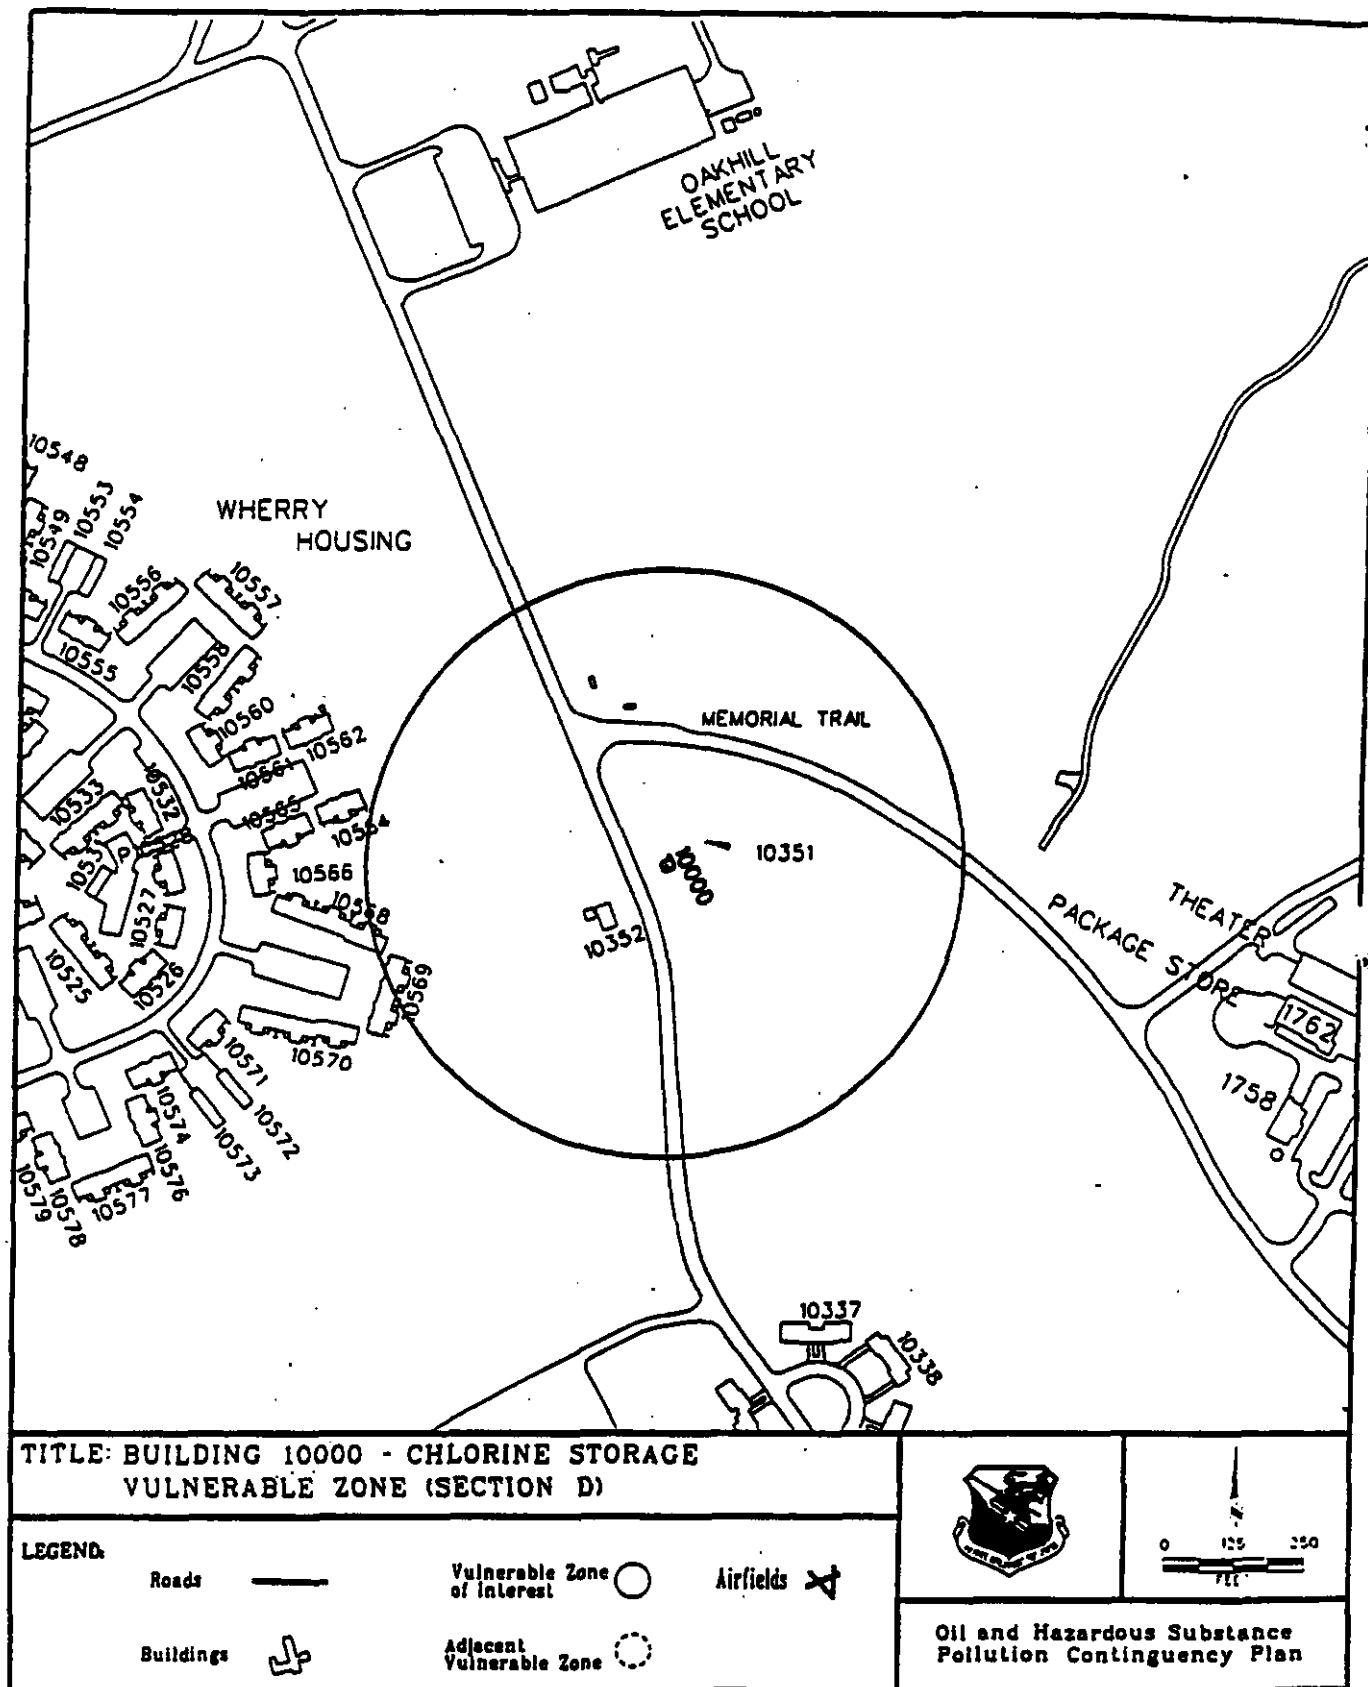 OAKHILL
ELEMENTARY
SCHOOL
10548
10549
10553
10554
WHERRY
HOUSING
10556
10557
10555
10558
10560
10562
10561
MEMORIAL TRAIL
10533
10532
10565
10564
10351
10000
10566
10568
10527
10352
THEATER
PACKAGE STORE
10525
10526
10569
1762
10570
10571
1758
10574
10572
10573
10576
10577
10578
10579
10337
10338
TITLE: BUILDING 10000 - CHLORINE STORAGE
VULNERABLE ZONE (SECTION D)
LEGEND:
Roads
Vulnerable Zone
of Interest
Airfields
Buildings
Adjacent
Vulnerable Zone
0 125 250
Oil and Hazardous Substance
Pollution Continguency Plan